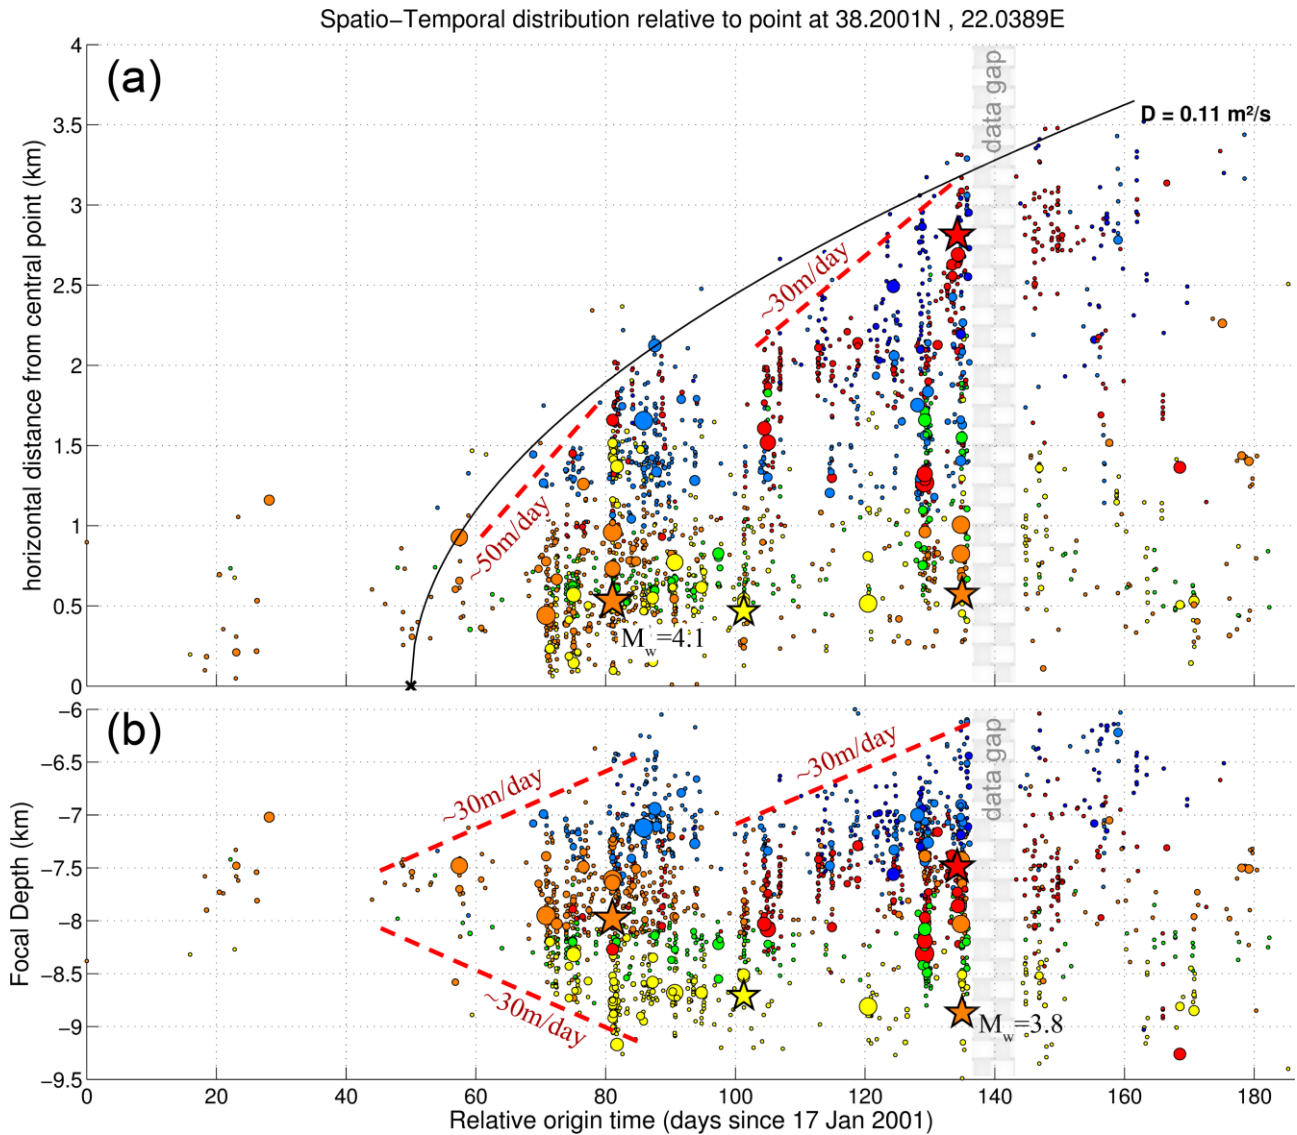 Spatio-Temporal distribution relative to point at 38.2001N , 22.0389E
(a)
horizontal distance from central point (km)
4
3.5
3
2.5
2
1.5
1
0.5
0
data gap
D = 0.11 m²/s
~30m/day
~50m/day
Mw=4.1
(b)
Focal Depth (km)
-6
-6.5
-7
-7.5
-8
-8.5
-9
-9.5
~30m/day
~30m/day
~30m/day
data gap
Mw=3.8
0 20 40 60 80 100 120 140 160 180
Relative origin time (days since 17 Jan 2001)